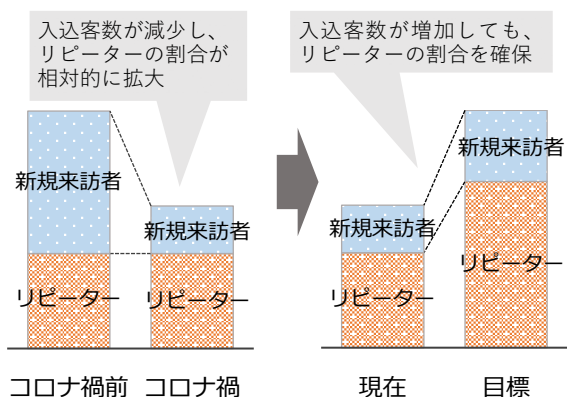 入込客数が減少し、
リピーターの割合が
相対的に拡大
入込客数が増加しても、
リピーターの割合を確保
新規来訪者
新規来訪者
リピーター
リピーター
コロナ禍前
コロナ禍
新規来訪者
新規来訪者
リピーター
リピーター
現在
目標